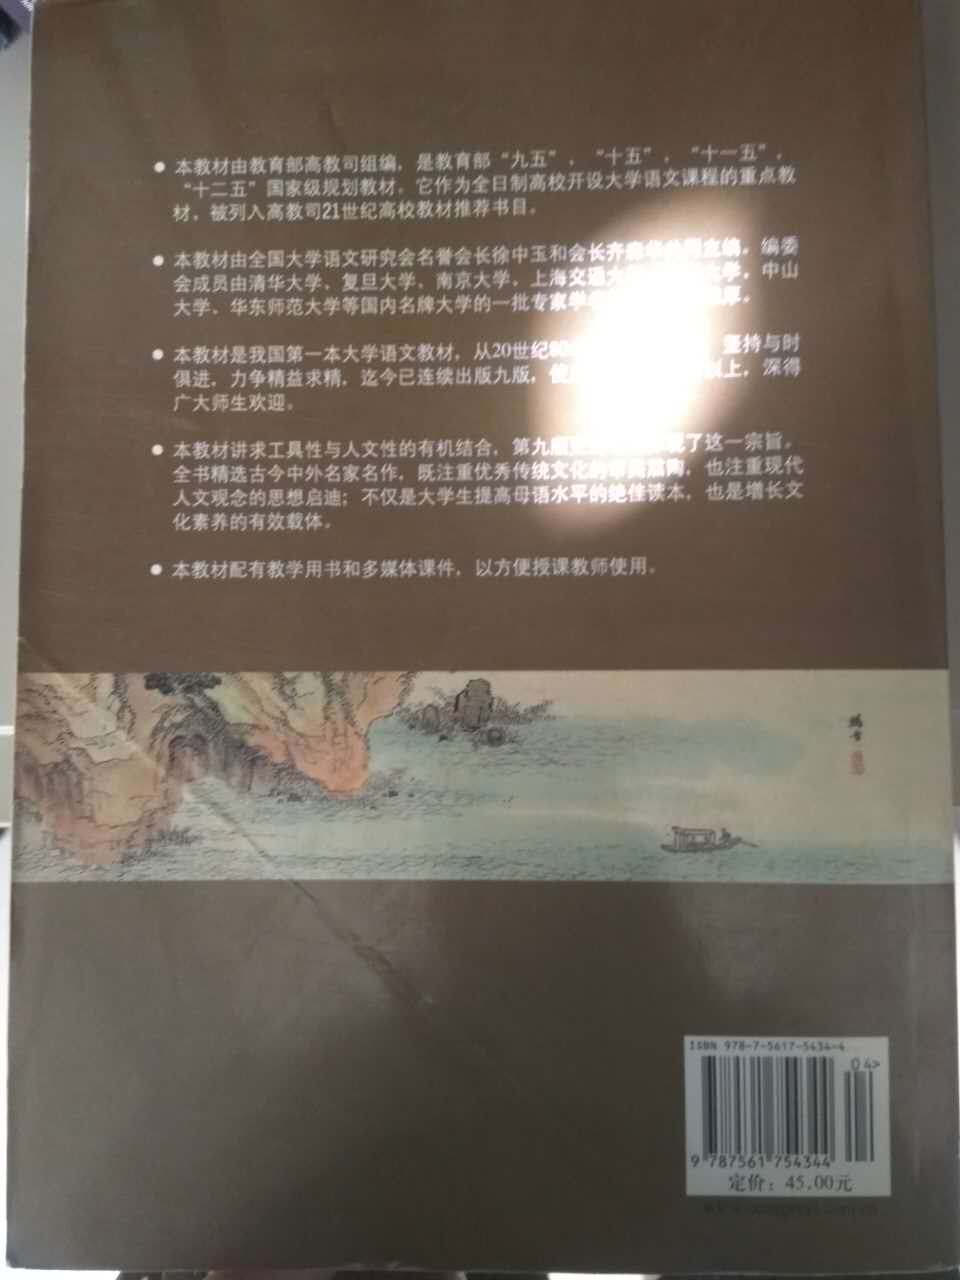 本教材由教育部高教司组编，是教育部“九五”、“十五”、“十一五”、
“十二五”国家级规划教材。它作为全日制高校开设大学语文课程的重点教
材，被列入高教司21世纪高校教材推荐书目。
本教材由全国大学语文研究会名誉会长徐中玉和会长齐森华 主编，编委
会成员由清华大学、复旦大学、南京大学、上海交通大 大学，中山
大学、华东师范大学等国内名牌大学的一批专家学
本教材是我国第一本大学语文教材，从20世纪 坚持与时
俱进，力争精益求精，迄今已连续出版九版， 以上，深得
广大师生欢迎。
本教材讲求工具性与人文性的有机结合，第九版 了这一宗旨。
全书精选古今中外名家名作，既注重优秀传统文化的 陶，也注重现代
人文观念的思想启迪；不仅是大学生提高母语水平的绝佳读本，也是增长文
化素养的有效载体。
本教材配有教学用书和多媒体课件，以方便授课教师使用。
ISBN 978-7-5617-5434-4
04>
9 787561 754344
定价：45.00元